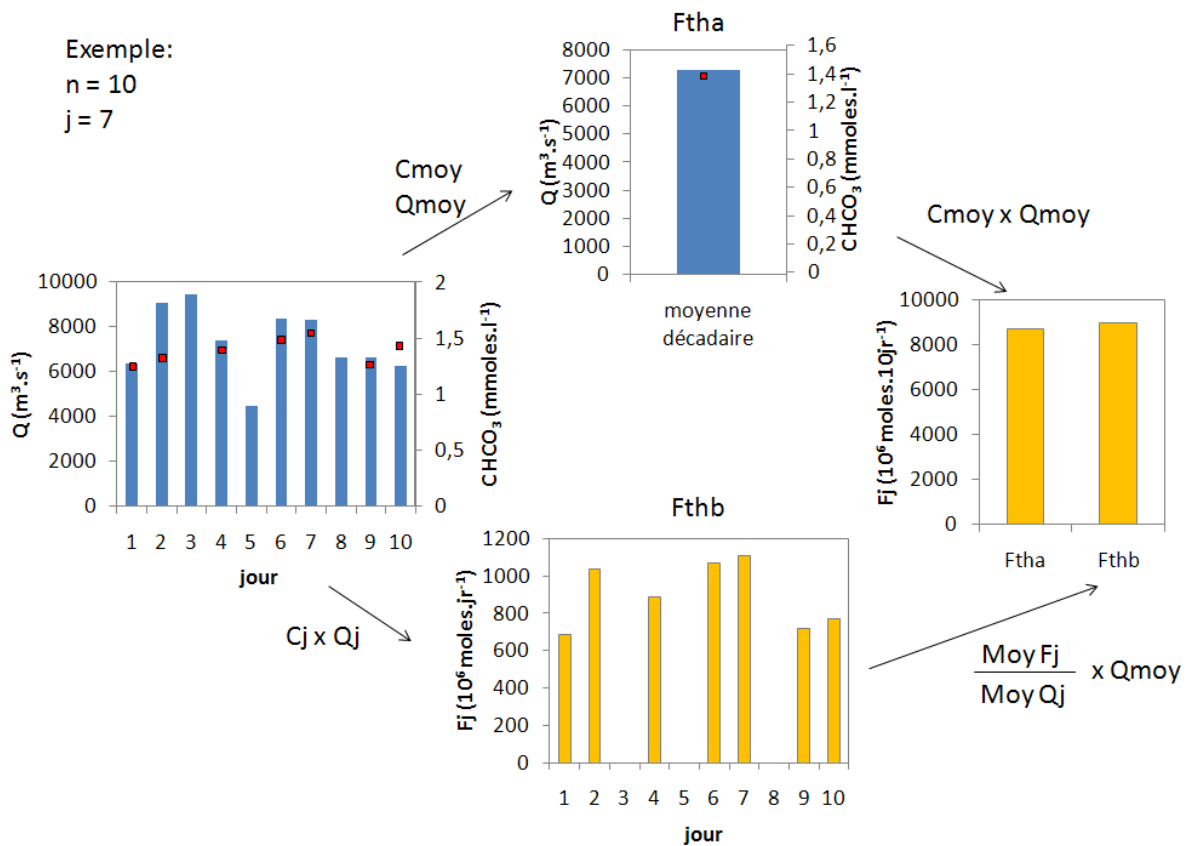 Exemple:
n = 10
j = 7
Ftha
8000
7000
6000
5000
4000
3000
2000
1000
0
Q (m³.s⁻¹)
1,6
1,4
1,2
1
0,8
0,6
0,4
0,2
0
CHCO₃ (mmoles.l⁻¹)
moyenne
décadaire
Cmoy
Qmoy
Cmoy x Qmoy
10000
8000
6000
4000
2000
0
Q (m³.s⁻¹)
2
1,5
1
0,5
0
CHCO₃ (mmoles.l⁻¹)
1 2 3 4 5 6 7 8 9 10
jour
Cj x Qj
Fthb
1200
1000
800
600
400
200
0
Fj (10⁶ moles.jr⁻¹)
1 2 3 4 5 6 7 8 9 10
jour
Moy Fj
Moy Qj
x Qmoy
10000
8000
6000
4000
2000
0
Fj (10⁶ moles.10jr⁻¹)
Ftha Fthb